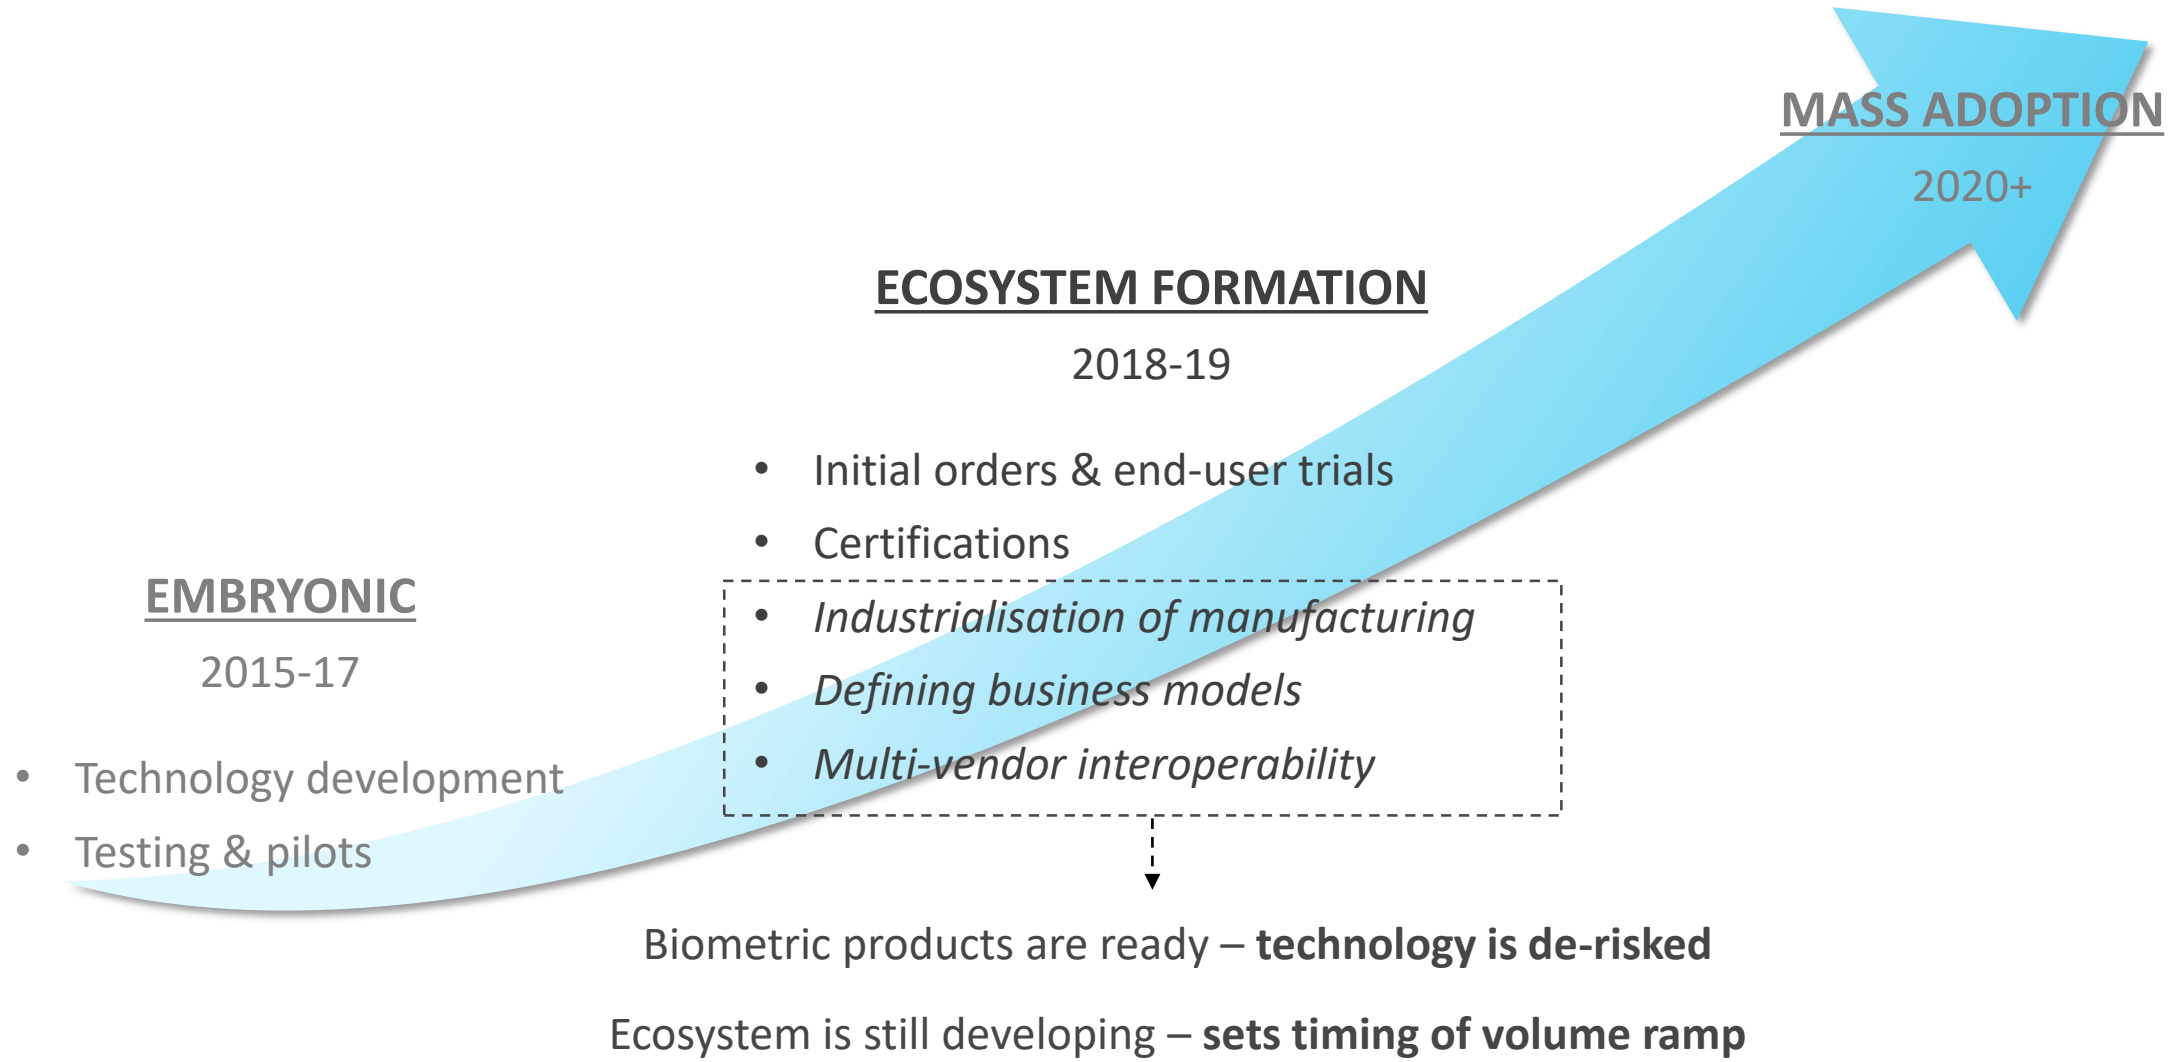 MASS ADOPTION
2020+
ECOSYSTEM FORMATION
2018-19
• Initial orders & end-user trials
• Certifications
• Industrialisation of manufacturing
• Defining business models
• Multi-vendor interoperability
EMBRYONIC
2015-17
• Technology development
• Testing & pilots
Biometric products are ready – technology is de-risked
Ecosystem is still developing – sets timing of volume ramp